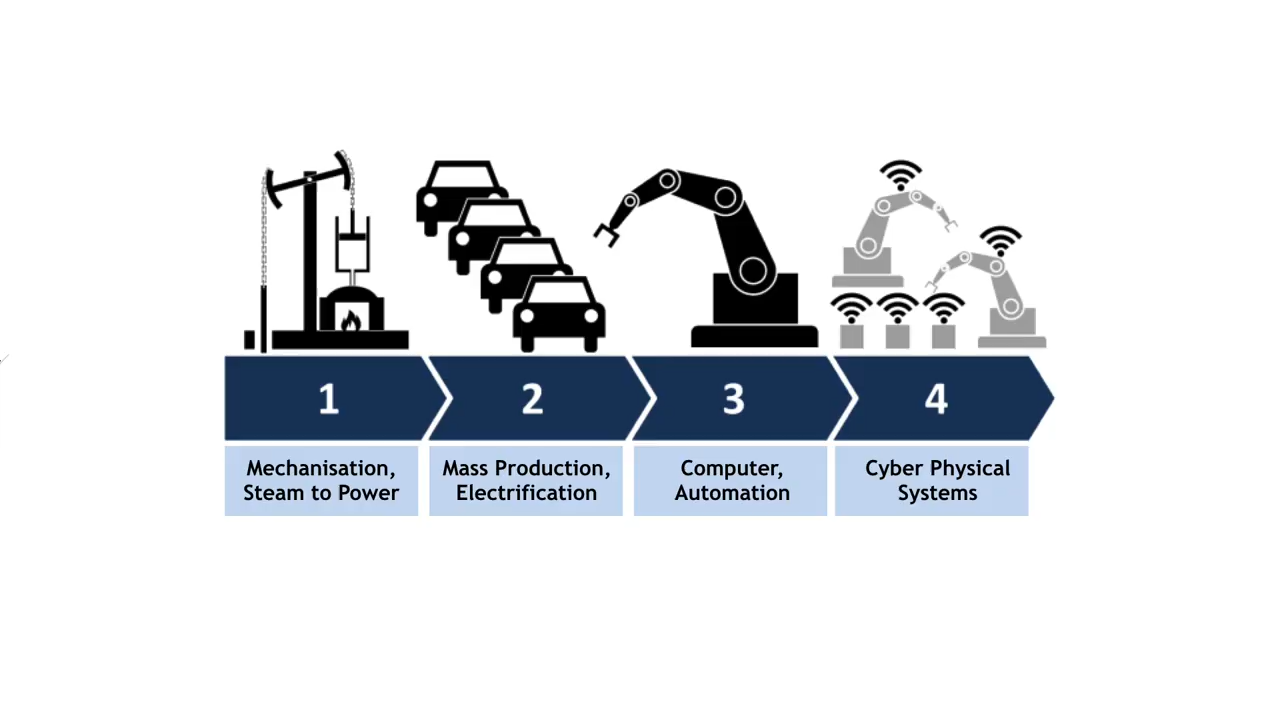 1
2
3
4
Mechanisation,
Steam to Power
Mass Production,
Electrification
Computer,
Automation
Cyber Physical
Systems